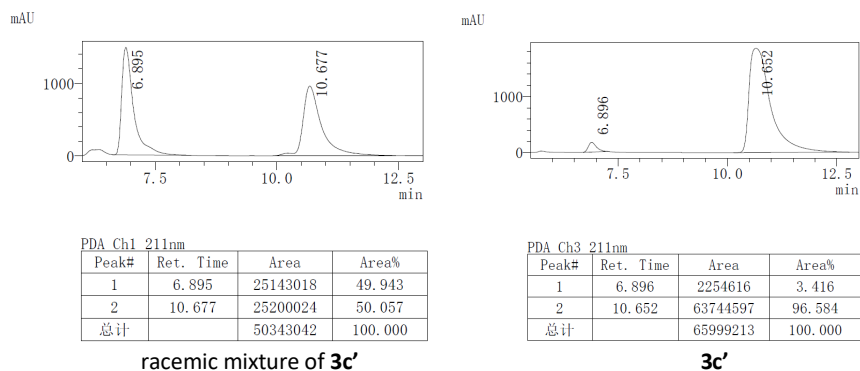 mAU
1000
0
6.895
10.677
7.5 10.0 12.5
min
PDA Ch1 211nm
Peak# Ret. Time Area Area%
1 6.895 25143018 49.943
2 10.677 25200024 50.057
总计 50343042 100.000
racemic mixture of 3c’
mAU
1000
0
6.896
10.652
7.5 10.0 12.5
min
PDA Ch3 211nm
Peak# Ret. Time Area Area%
1 6.896 2254616 3.416
2 10.652 63744597 96.584
总计 65999213 100.000
3c’